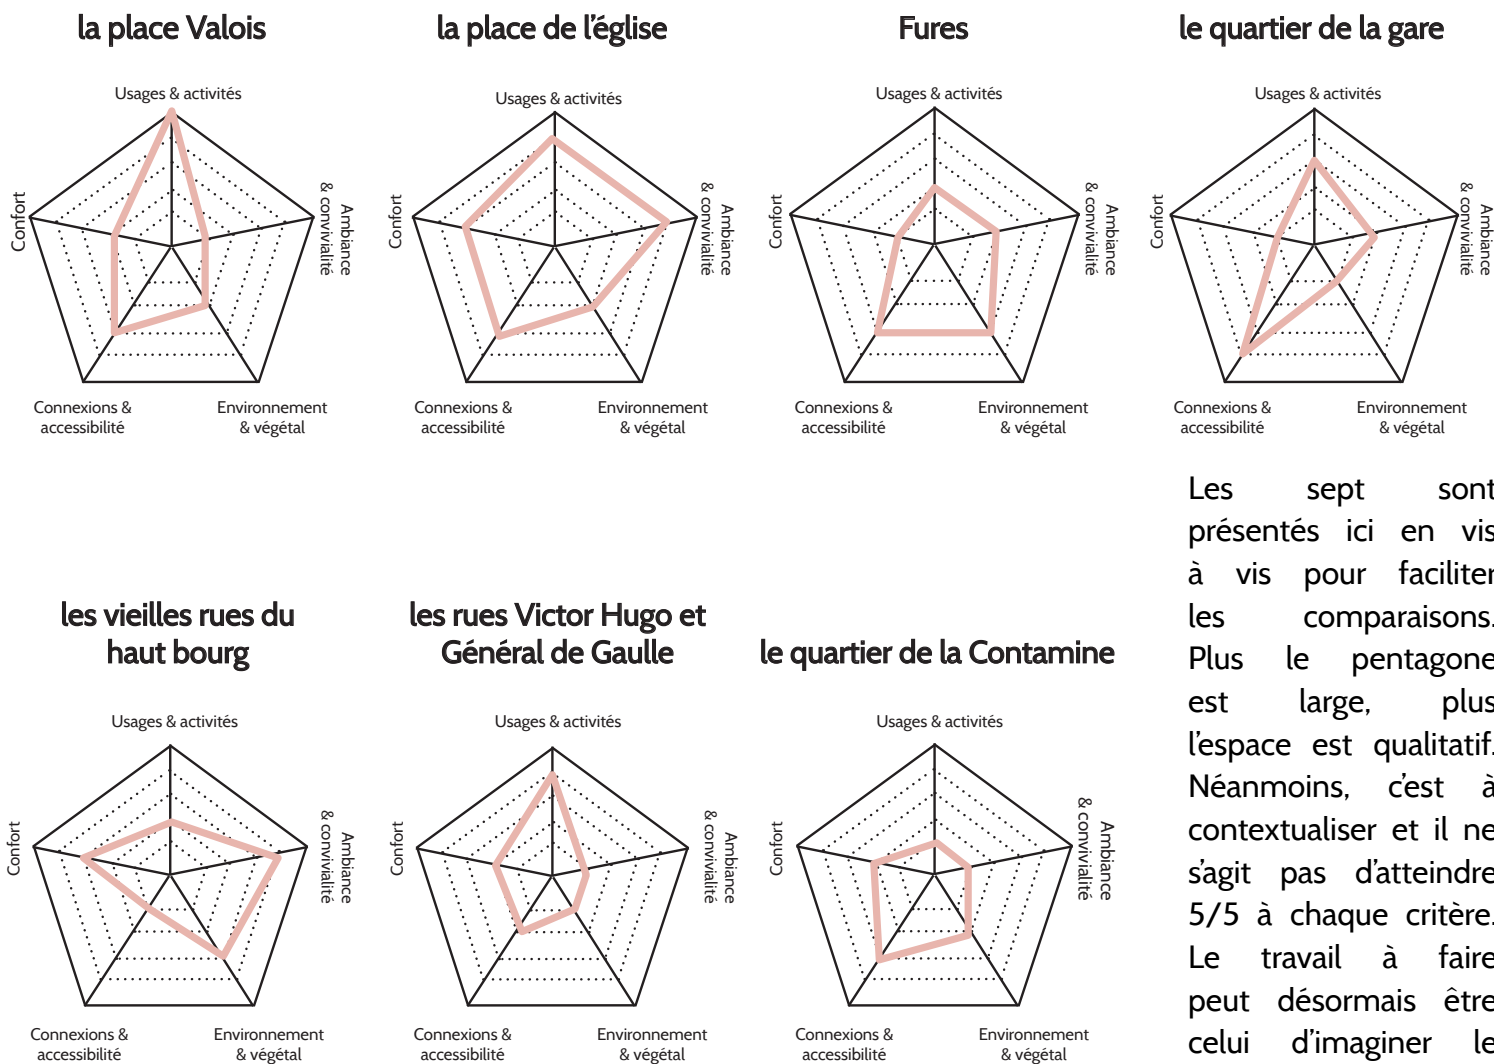 la place Valois
Usages & activités
Confort
Ambiance
& convivialité
Connexions &
accessibilité
Environnement
& végétal
la place de l'église
Usages & activités
Confort
Ambiance
& convivialité
Connexions &
accessibilité
Environnement
& végétal
Fures
Usages & activités
Confort
Ambiance
& convivialité
Connexions &
accessibilité
Environnement
& végétal
le quartier de la gare
Usages & activités
Confort
Ambiance
& convivialité
Connexions &
accessibilité
Environnement
& végétal
les vieilles rues du
haut bourg
Usages & activités
Confort
Ambiance
& convivialité
Connexions &
accessibilité
Environnement
& végétal
les rues Victor Hugo et
Général de Gaulle
Usages & activités
Confort
Ambiance
& convivialité
Connexions &
accessibilité
Environnement
& végétal
le quartier de la Contamine
Usages & activités
Confort
Ambiance
& convivialité
Connexions &
accessibilité
Environnement
& végétal
Les sept sont
présentés ici en vis
à vis pour faciliter
les comparaisons.
Plus le pentagone
est large, plus
l'espace est qualitatif.
Néanmoins, c'est à
contextualiser et il ne
s'agit pas d'atteindre
5/5 à chaque critère.
Le travail à faire
peut désormais être
celui d'imaginer le